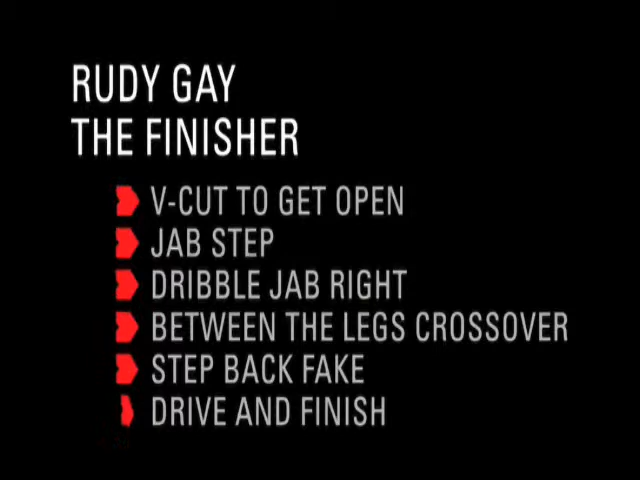 RUDY GAY
THE FINISHER
V-CUT TO GET OPEN
JAB STEP
DRIBBLE JAB RIGHT
BETWEEN THE LEGS CROSSOVER
STEP BACK FAKE
DRIVE AND FINISH